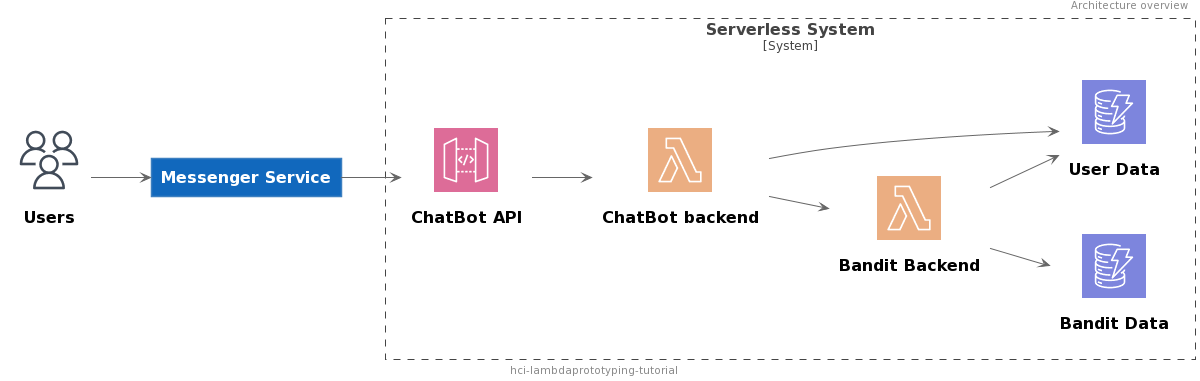 Architecture overview
Serverless System
[System]
Users
Messenger Service
ChatBot API
ChatBot backend
Bandit Backend
User Data
Bandit Data
hci-lambdaprototyping-tutorial